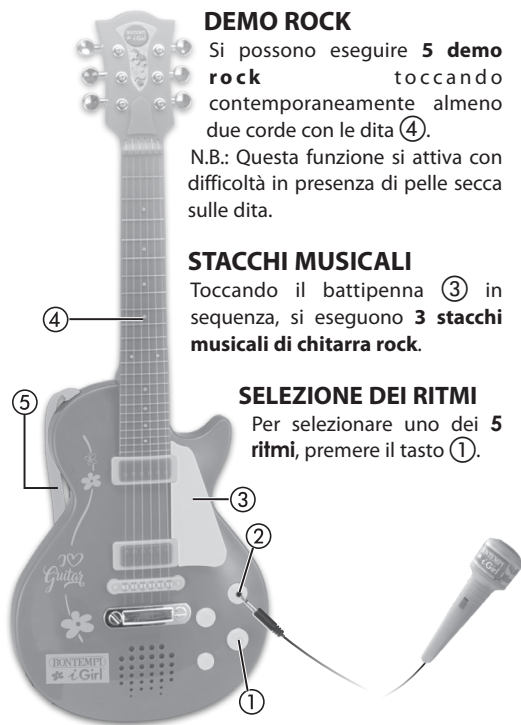 DEMO ROCK
Si possono eseguire 5 demo
rock toccando
contemporaneamente almeno
due corde con le dita ④.
N.B.: Questa funzione si attiva con
difficoltà in presenza di pelle secca
sulle dita.
STACCHI MUSICALI
Toccando il battipenna ③ in
sequenza, si eseguono 3 stacchi
musicali di chitarra rock.
SELEZIONE DEI RITMI
Per selezionare uno dei 5
ritmi, premere il tasto ①.
④
⑤
③
②
①
I
Guitar
BONTEMPI
iGirl
BONTEMPI
iGirl